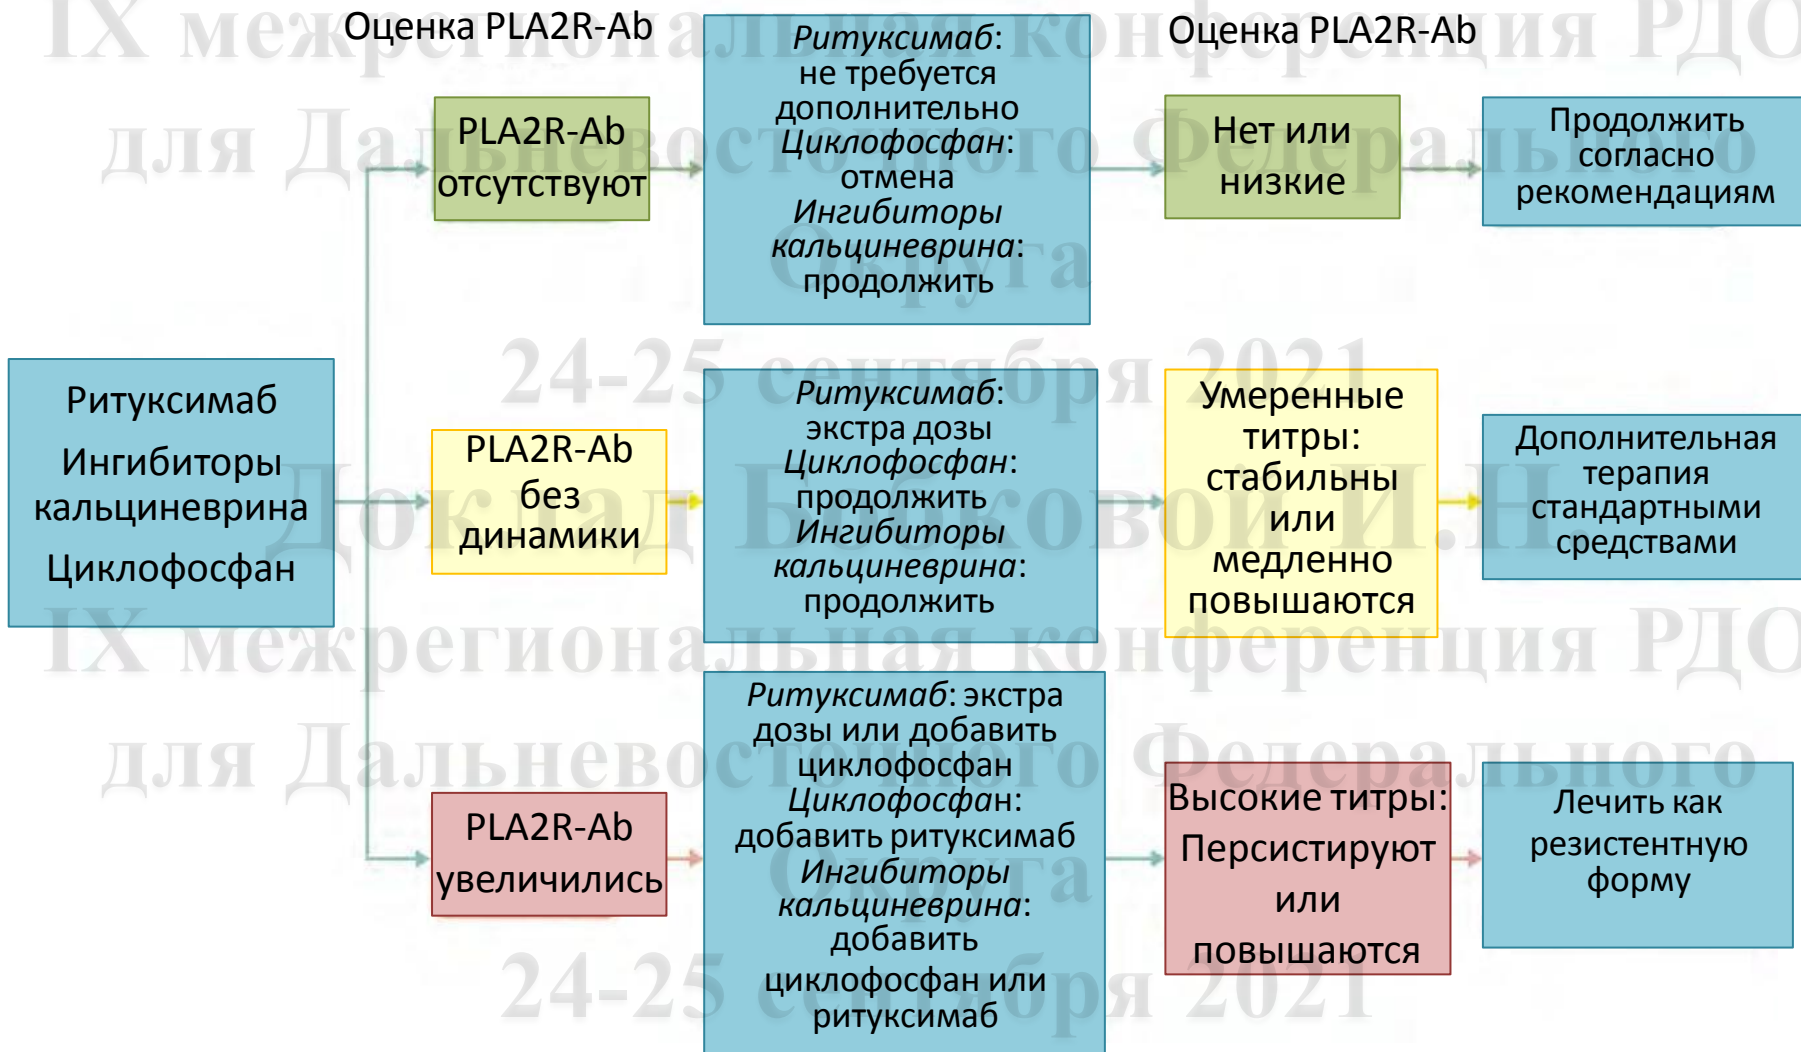 Оценка PLA2R-Ab
Оценка PLA2R-Ab
Ритуксимаб
Ингибиторы
кальциневрина
Циклофосфан
PLA2R-Ab
отсутствуют
Ритуксимаб:
не требуется
дополнительно
Циклофосфан:
отмена
Ингибиторы
кальциневрина:
продолжить
Нет или
низкие
Продолжить
согласно
рекомендациям
PLA2R-Ab
без
динамики
Ритуксимаб:
экстра дозы
Циклофосфан:
продолжить
Ингибиторы
кальциневрина:
продолжить
Умеренные
титры:
стабильны
или
медленно
повышаются
Дополнительная
терапия
стандартными
средствами
PLA2R-Ab
увеличились
Ритуксимаб: экстра
дозы или добавить
циклофосфан
Циклофосфан:
добавить ритуксимаб
Ингибиторы
кальциневрина:
добавить
циклофосфан или
ритуксимаб
Высокие титры:
Персистируют
или
повышаются
Лечить как
резистентную
форму
IX межрегиональная конференция РДО
для Дальневосточного Федерального
Округа
24-25 сентября 2021
Доклад Бобковой И.Н.
IX межрегиональная конференция РДО
для Дальневосточного Федерального
Округа
24-25 сентября 2021